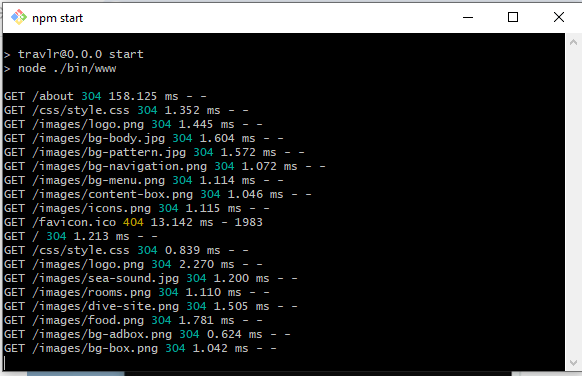 npm start
> travlr@0.0.0 start
> node ./bin/www
GET /about 304 158.125 ms - -
GET /css/style.css 304 1.352 ms - -
GET /images/logo.png 304 1.445 ms - -
GET /images/bg-body.jpg 304 1.604 ms - -
GET /images/bg-pattern.jpg 304 1.572 ms - -
GET /images/bg-navigation.png 304 1.072 ms - -
GET /images/bg-menu.png 304 1.114 ms - -
GET /images/content-box.png 304 1.046 ms - -
GET /images/icons.png 304 1.115 ms - -
GET /favicon.ico 404 13.142 ms - 1983
GET / 304 1.213 ms - -
GET /css/style.css 304 0.839 ms - -
GET /images/logo.png 304 2.270 ms - -
GET /images/sea-sound.jpg 304 1.200 ms - -
GET /images/rooms.png 304 1.110 ms - -
GET /images/dive-site.png 304 1.505 ms - -
GET /images/food.png 304 1.781 ms - -
GET /images/bg-adbox.png 304 0.624 ms - -
GET /images/bg-box.png 304 1.042 ms - -